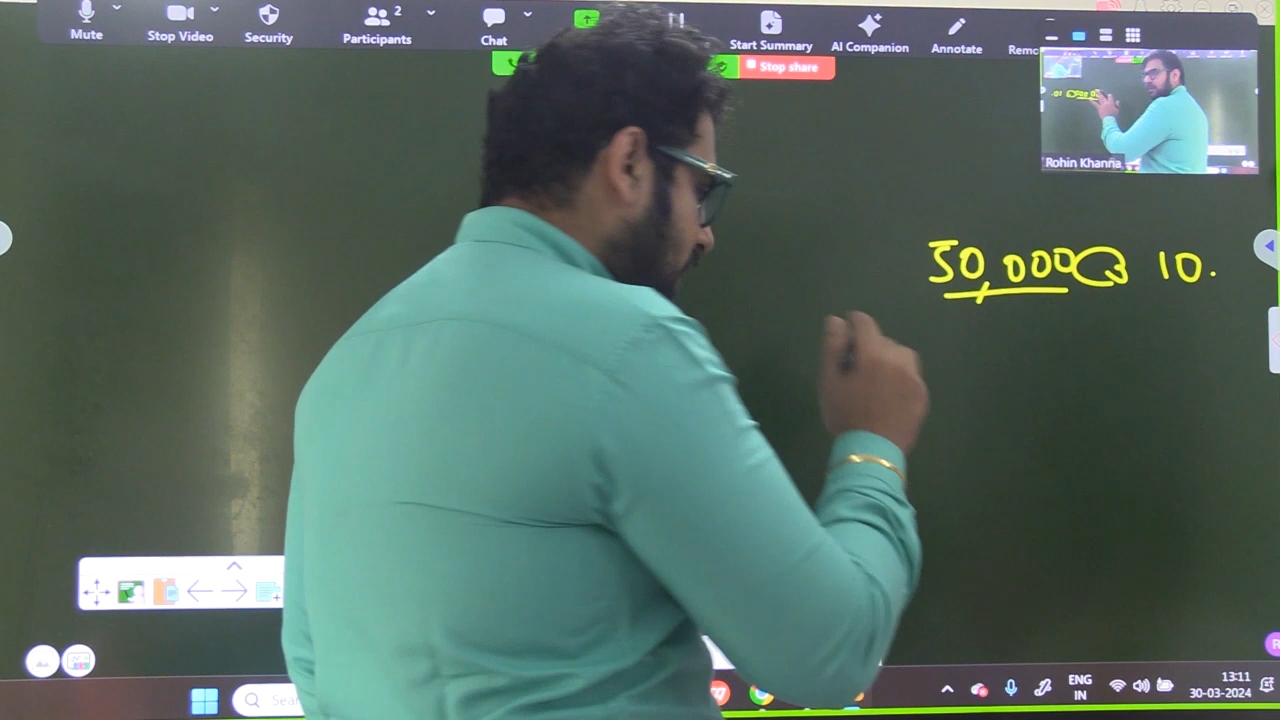 Mute
Stop Video
Security
Participants
2
Chat
Start Summary
AI Companion
Annotate
Stop share
Rohin Khanna
50,000 @ 10.
ENG
IN
13:11
30-03-2024